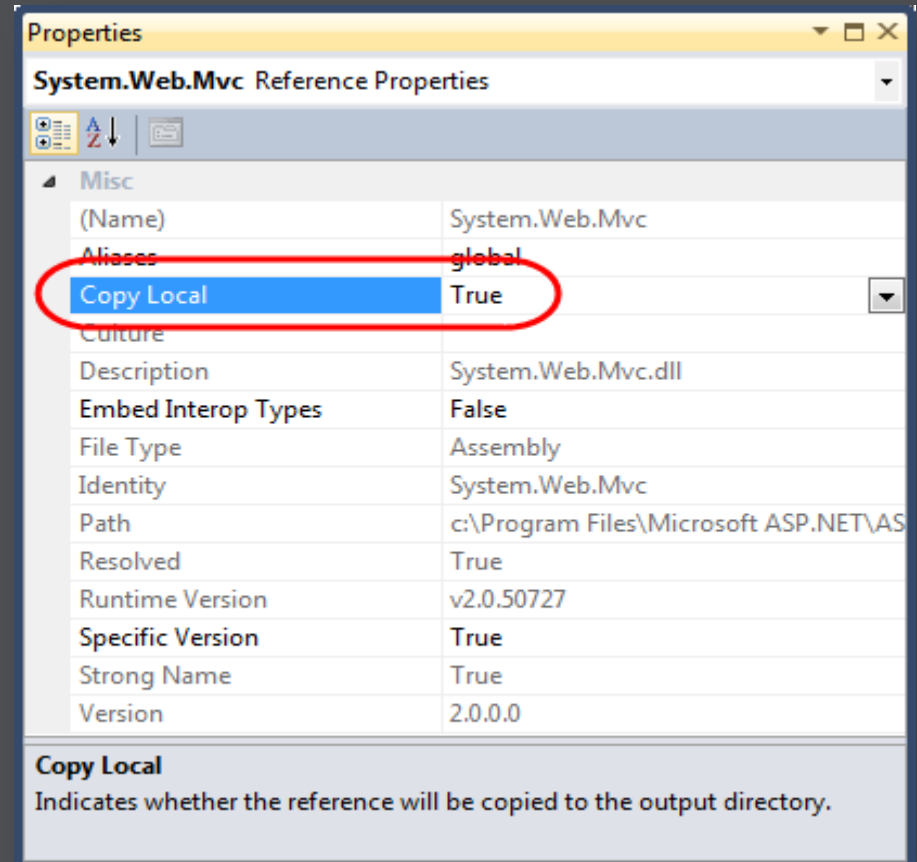 Properties
System.Web.Mvc Reference Properties
Misc
(Name) System.Web.Mvc
Aliases global
Copy Local True
Culture
Description System.Web.Mvc.dll
Embed Interop Types False
File Type Assembly
Identity System.Web.Mvc
Path c:\Program Files\Microsoft ASP.NET\AS
Resolved True
Runtime Version v2.0.50727
Specific Version True
Strong Name True
Version 2.0.0.0
Copy Local
Indicates whether the reference will be copied to the output directory.